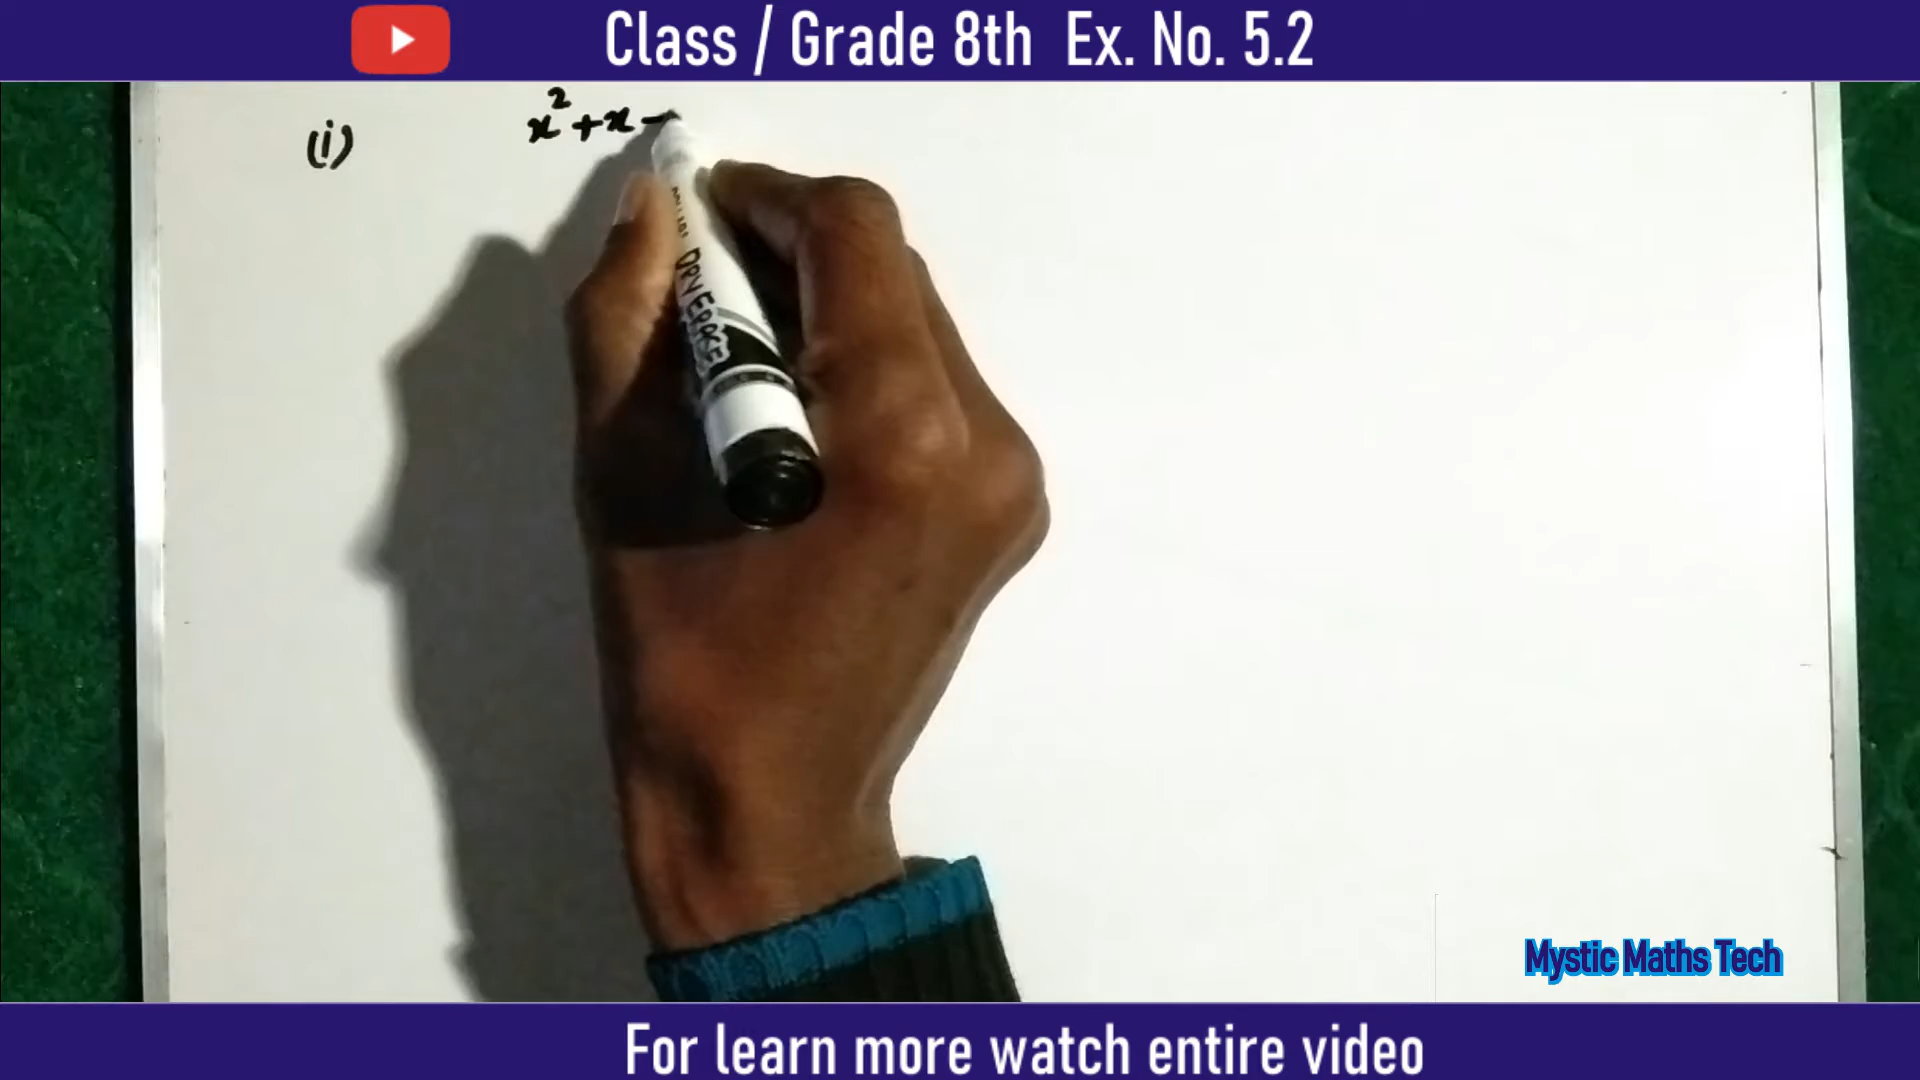 Class / Grade 8th Ex. No. 5.2
(i) x² + x -
DRY ERASE
Mystic Maths Tech
For learn more watch entire video